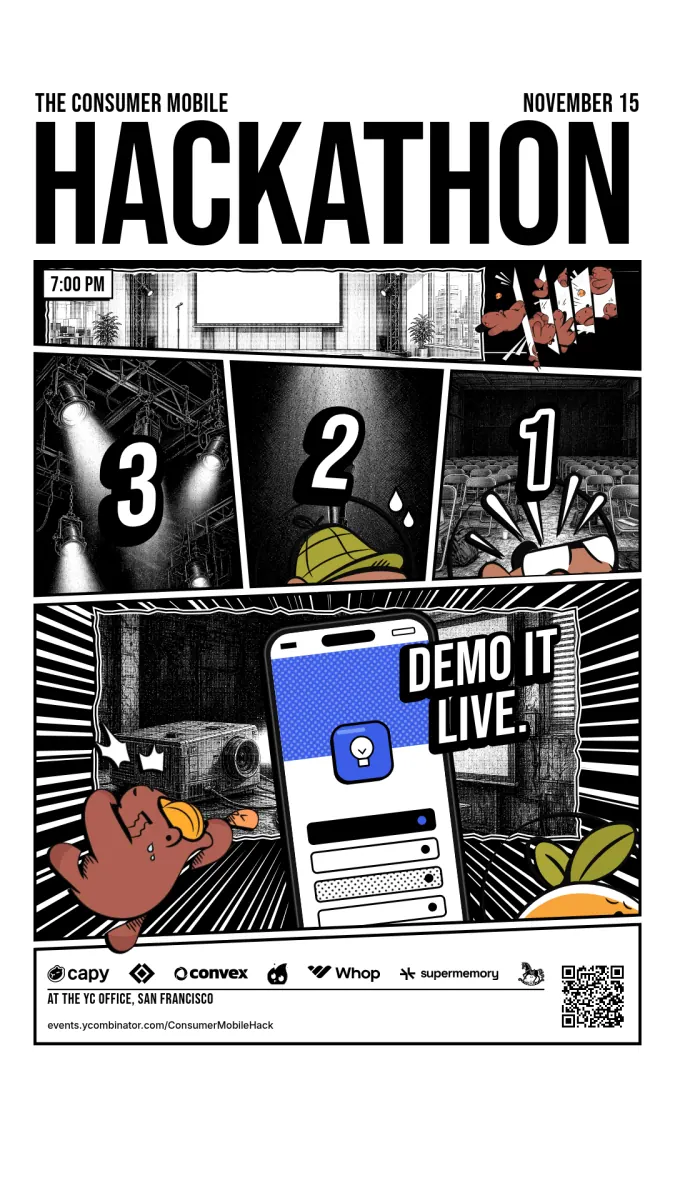 THE CONSUMER MOBILE
NOVEMBER 15
HACKATHON
7:00 PM
3
2
1
DEMO IT
LIVE.
capy
convex
Whop
supermemory
AT THE YC OFFICE, SAN FRANCISCO
events.ycombinator.com/ConsumerMobileHack